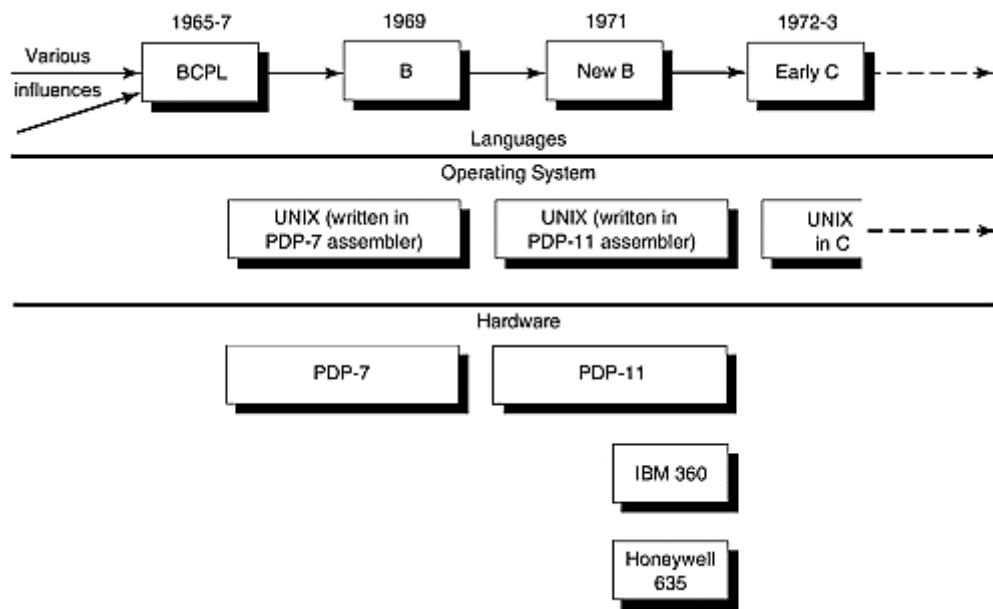 1965-7
1969
1971
1972-3
Various
influences
BCPL
B
New B
Early C
Languages
Operating System
UNIX (written in
PDP-7 assembler)
UNIX (written in
PDP-11 assembler)
UNIX
in C
Hardware
PDP-7
PDP-11
IBM 360
Honeywell
635